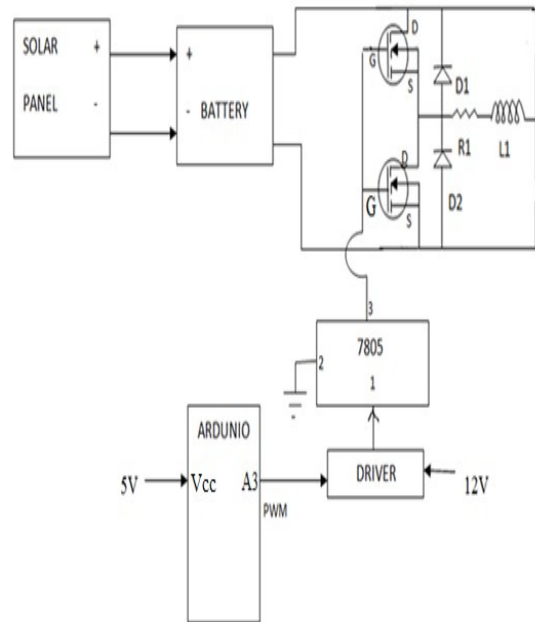 SOLAR +
PANEL -
+
- BATTERY
D
G
S
D1
R1 L1
D
G
S
D2
3
7805
2
1
ARDUNIO
5V Vcc A3
PWM
DRIVER
12V